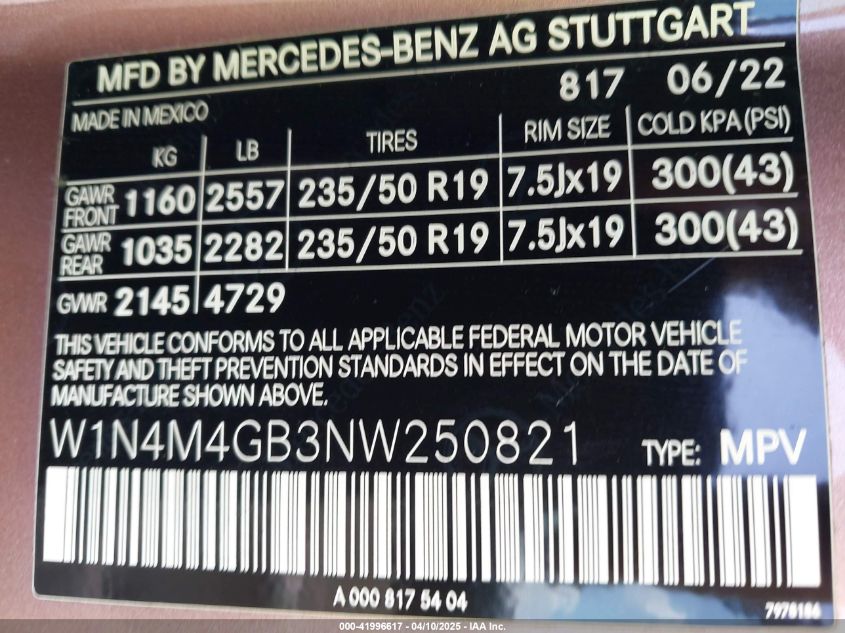 MFD BY MERCEDES-BENZ AG STUTTGART
817 06/22
MADE IN MEXICO
KG LB TIRES RIM SIZE COLD KPA (PSI)
GAWR FRONT 1160 2557 235/50 R19 7.5Jx19 300(43)
GAWR REAR 1035 2282 235/50 R19 7.5Jx19 300(43)
GVWR 2145 4729
THIS VEHICLE CONFORMS TO ALL APPLICABLE FEDERAL MOTOR VEHICLE
SAFETY AND THEFT PREVENTION STANDARDS IN EFFECT ON THE DATE OF
MANUFACTURE SHOWN ABOVE.
W1N4M4GB3NW250821 TYPE: MPV
A 000 817 54 04
7978184
000-41996617 - 04/10/2025 - IAA Inc.